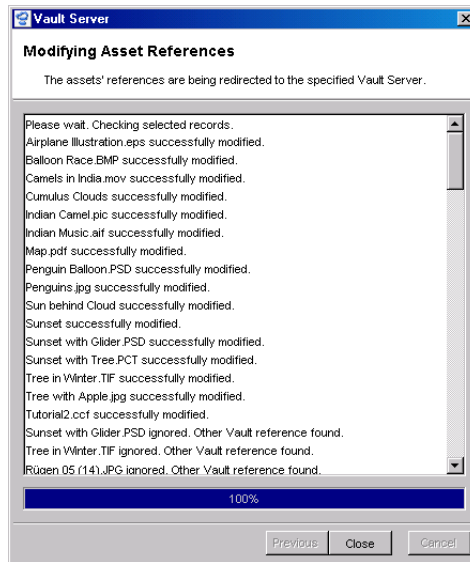 Vault Server
Modifying Asset References
The assets' references are being redirected to the specified Vault Server.
Please wait. Checking selected records.
Airplane Illustration.eps successfully modified.
Balloon Race.BMP successfully modified.
Camels in India.mov successfully modified.
Cumulus Clouds successfully modified.
Indian Camel.pic successfully modified.
Indian Music.aif successfully modified.
Map.pdf successfully modified.
Penguin Balloon.PSD successfully modified.
Penguins.jpg successfully modified.
Sun behind Cloud successfully modified.
Sunset successfully modified.
Sunset with Glider.PSD successfully modified.
Sunset with Tree.PCT successfully modified.
Tree in Winter.TIF successfully modified.
Tree with Apple.jpg successfully modified.
Tutorial2.ccf successfully modified.
Sunset with Glider.PSD ignored. Other Vault reference found.
Tree in Winter.TIF ignored. Other Vault reference found.
Rügen 05 (14).JPG ignored. Other Vault reference found.
100%
Previous Close Cancel